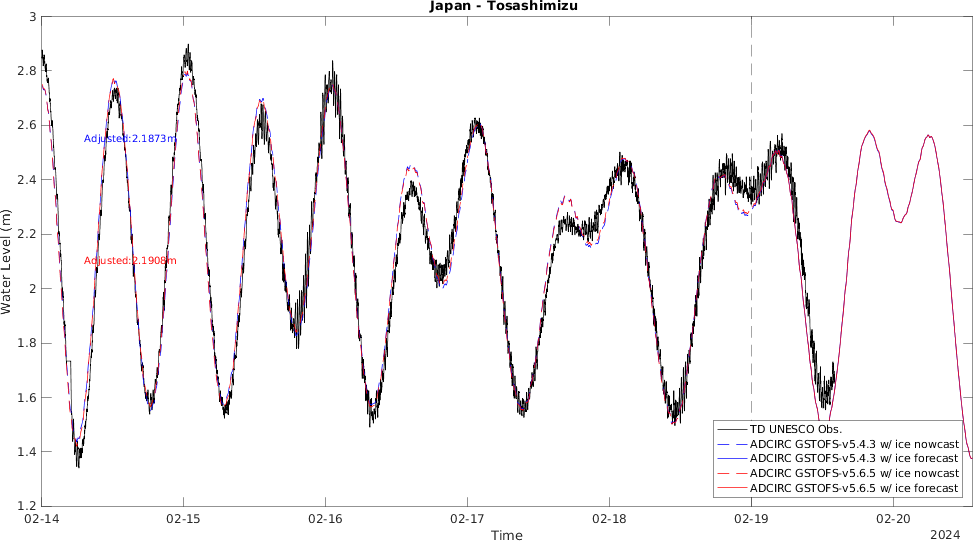 Japan - Tosashimizu
3
2.8
2.6
2.4
2.2
2
1.8
1.6
1.4
1.2
Water Level (m)
Adjusted:2.1873m
Adjusted:2.1908m
TD UNESCO Obs.
ADCIRC GSTOFS-v5.4.3 w/ ice nowcast
ADCIRC GSTOFS-v5.4.3 w/ ice forecast
ADCIRC GSTOFS-v5.6.5 w/ ice nowcast
ADCIRC GSTOFS-v5.6.5 w/ ice forecast
02-14 02-15 02-16 02-17 02-18 02-19 02-20
Time
2024